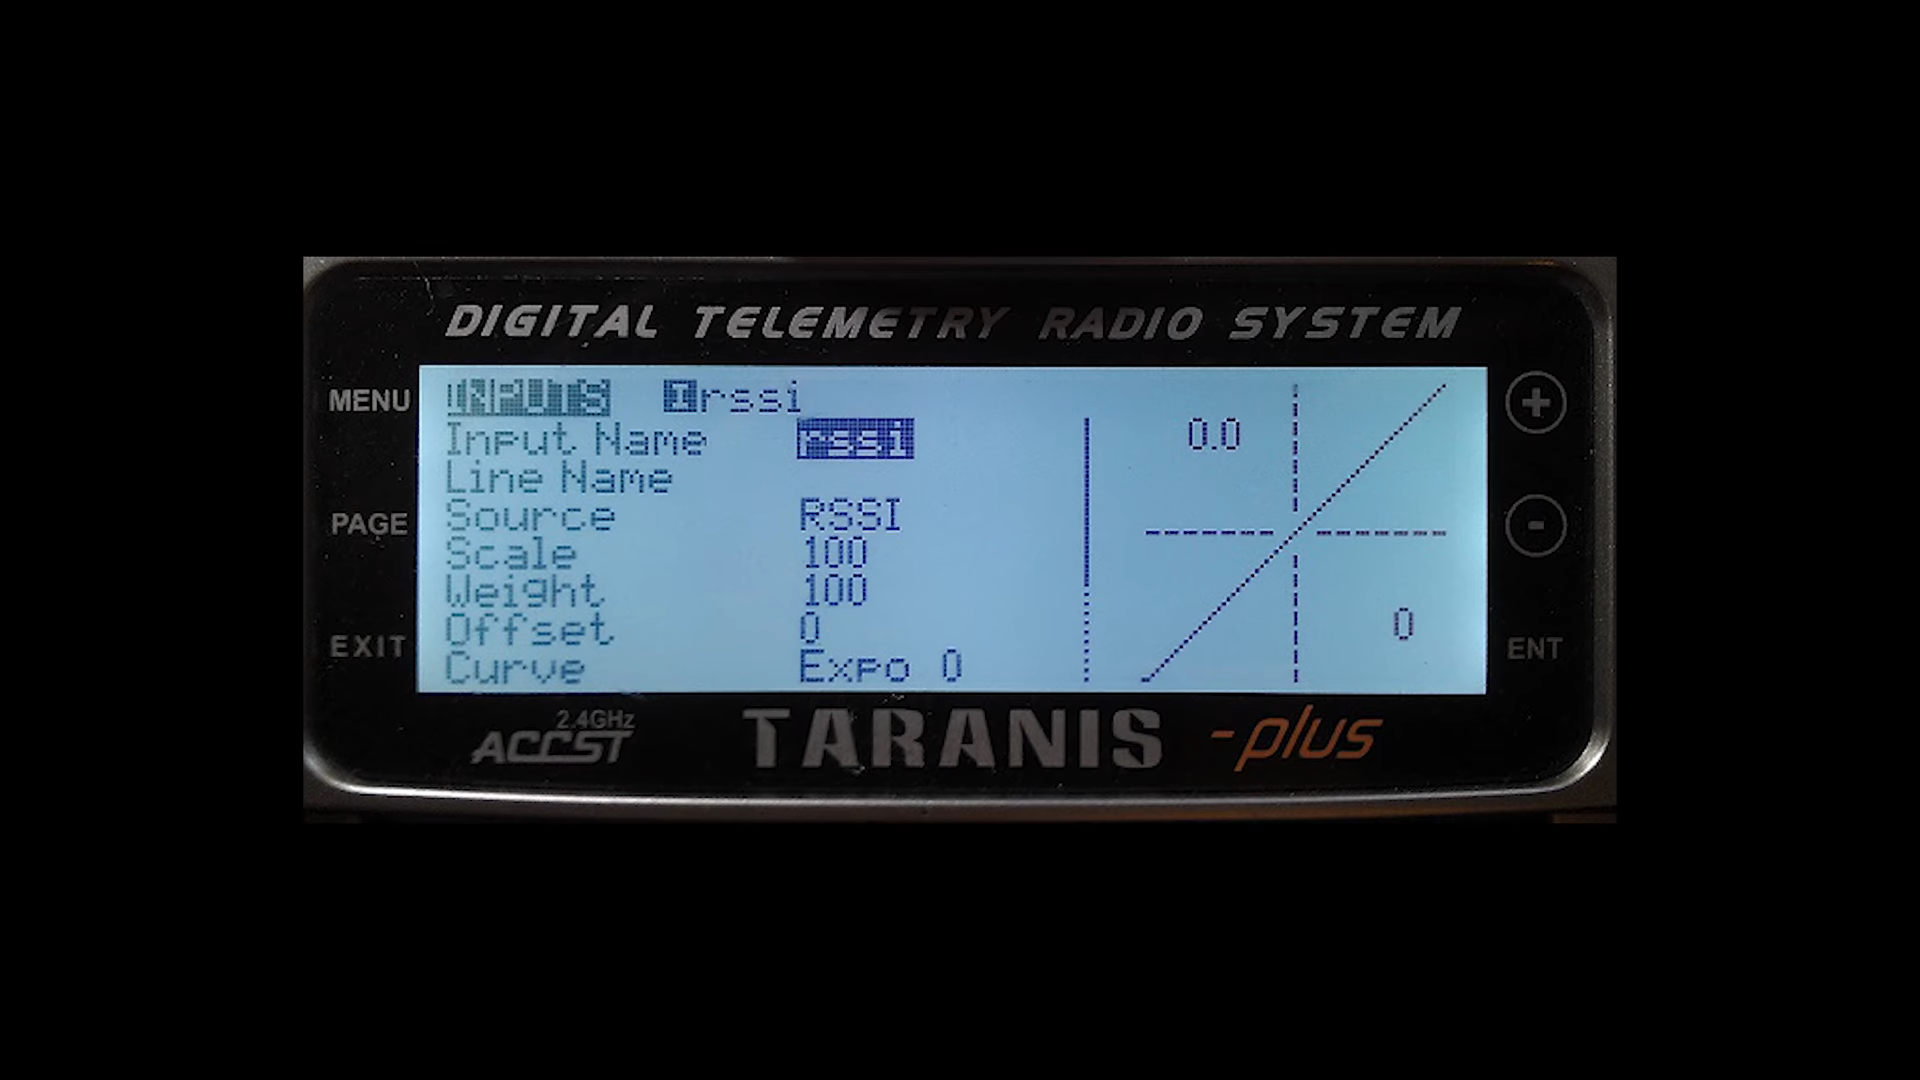 DIGITAL TELEMETRY RADIO SYSTEM
MENU
PAGE
EXIT
INPUTS Irssi
Input Name rssi
Line Name
Source RSSI
Scale 100
Weight 100
Offset 0
Curve Expo 0
0.0
0
+
-
ENT
2.4GHz
ACCST
TARANIS -plus